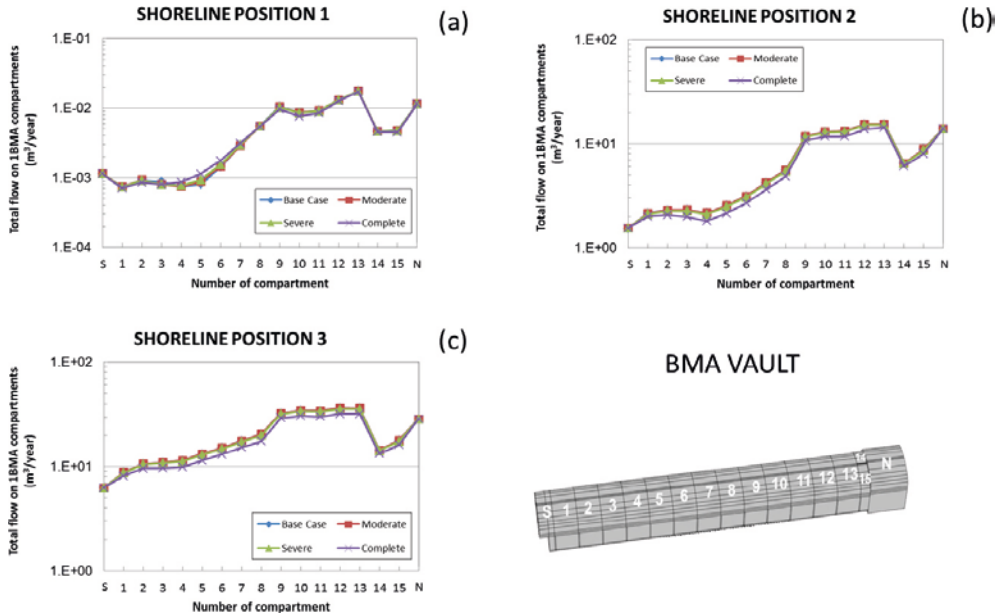 SHORELINE POSITION 1
(a)
1.E-01
1.E-02
1.E-03
1.E-04
Total flow on 1BMA compartments
(m³/year)
Base Case Moderate
Severe Complete
S 1 2 3 4 5 6 7 8 9 10 11 12 13 14 15 N
Number of compartment
SHORELINE POSITION 2
(b)
1.E+02
1.E+01
1.E+00
Total flow on 1BMA compartments
(m³/year)
Base Case Moderate
Severe Complete
S 1 2 3 4 5 6 7 8 9 10 11 12 13 14 15 N
Number of compartment
SHORELINE POSITION 3
(c)
1.E+02
1.E+01
1.E+00
Total flow on 1BMA compartments
(m³/year)
Base Case Moderate
Severe Complete
S 1 2 3 4 5 6 7 8 9 10 11 12 13 14 15 N
Number of compartment
BMA VAULT
S 1 2 3 4 5 6 7 8 9 10 11 12 13 14 15 N